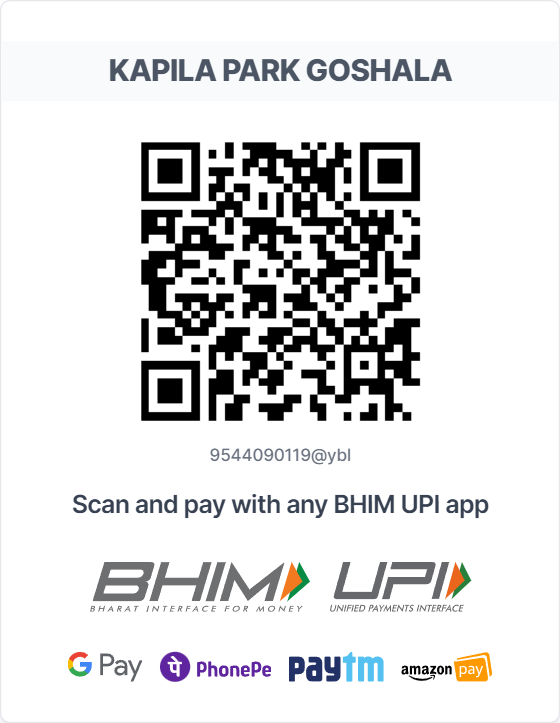 KAPILA PARK GOSHALA
9544090119@ybl
Scan and pay with any BHIM UPI app
BHIM UPI
BHARAT INTERFACE FOR MONEY UNIFIED PAYMENTS INTERFACE
G Pay PhonePe paytm amazon pay